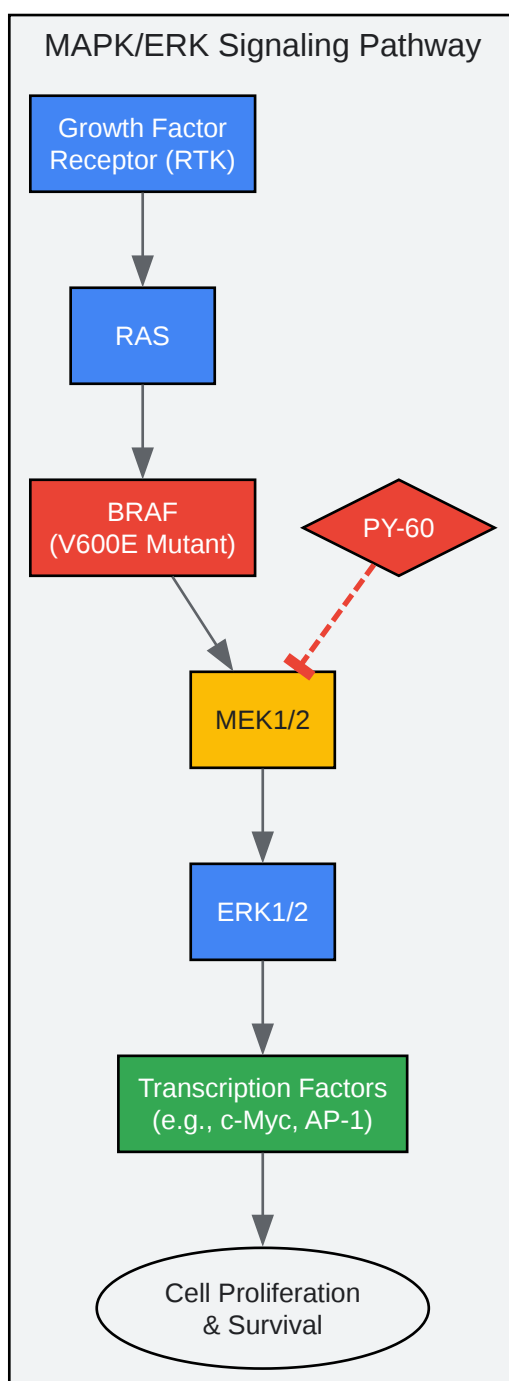 MAPK/ERK Signaling Pathway
Growth Factor
Receptor (RTK)
RAS
BRAF
(V600E Mutant)
PY-60
MEK1/2
ERK1/2
Transcription Factors
(e.g., c-Myc, AP-1)
Cell Proliferation
& Survival